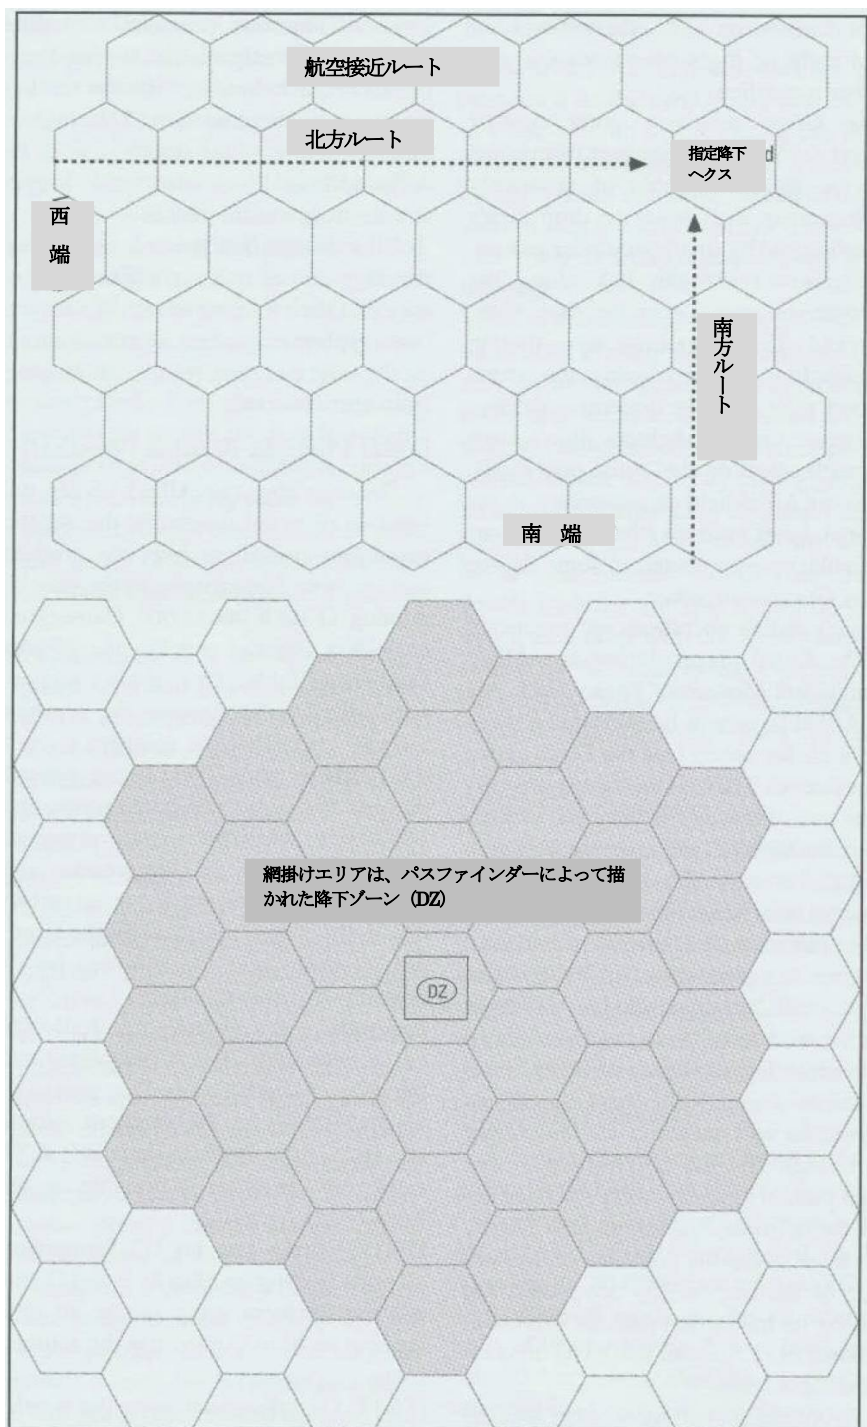 航空接近ルート
北方ルート
指定降下
ヘクス
d
西
端
南方ルート
南 端
網掛けエリアは、パスファインダーによって描
かれた降下ゾーン（DZ）
DZ